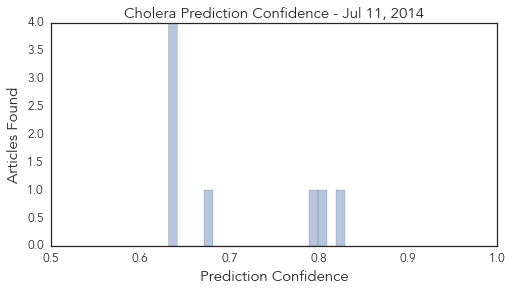 Cholera Prediction Confidence - Jul 11, 2014
4.0
3.5
3.0
2.5
2.0
1.5
1.0
0.5
0.0
Articles Found
0.5 0.6 0.7 0.8 0.9 1.0
Prediction Confidence